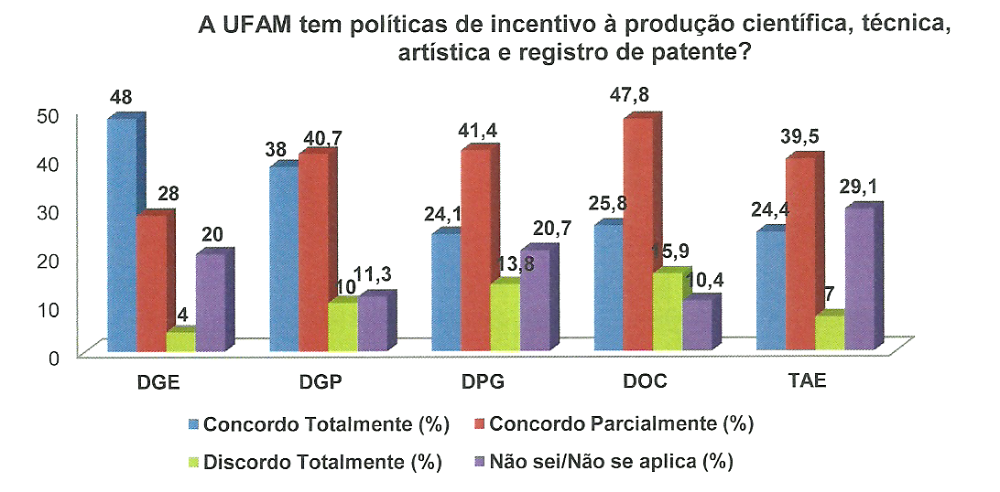 A UFAM tem políticas de incentivo à produção científica, técnica,
artística e registro de patente?
50
40
30
20
10
0
48
28
4
20
38
40,7
10
11,3
24,1
41,4
13,8
20,7
25,8
47,8
15,9
10,4
24,4
39,5
7
29,1
DGE
DGP
DPG
DOC
TAE
Concordo Totalmente (%)
Concordo Parcialmente (%)
Discordo Totalmente (%)
Não sei/Não se aplica (%)